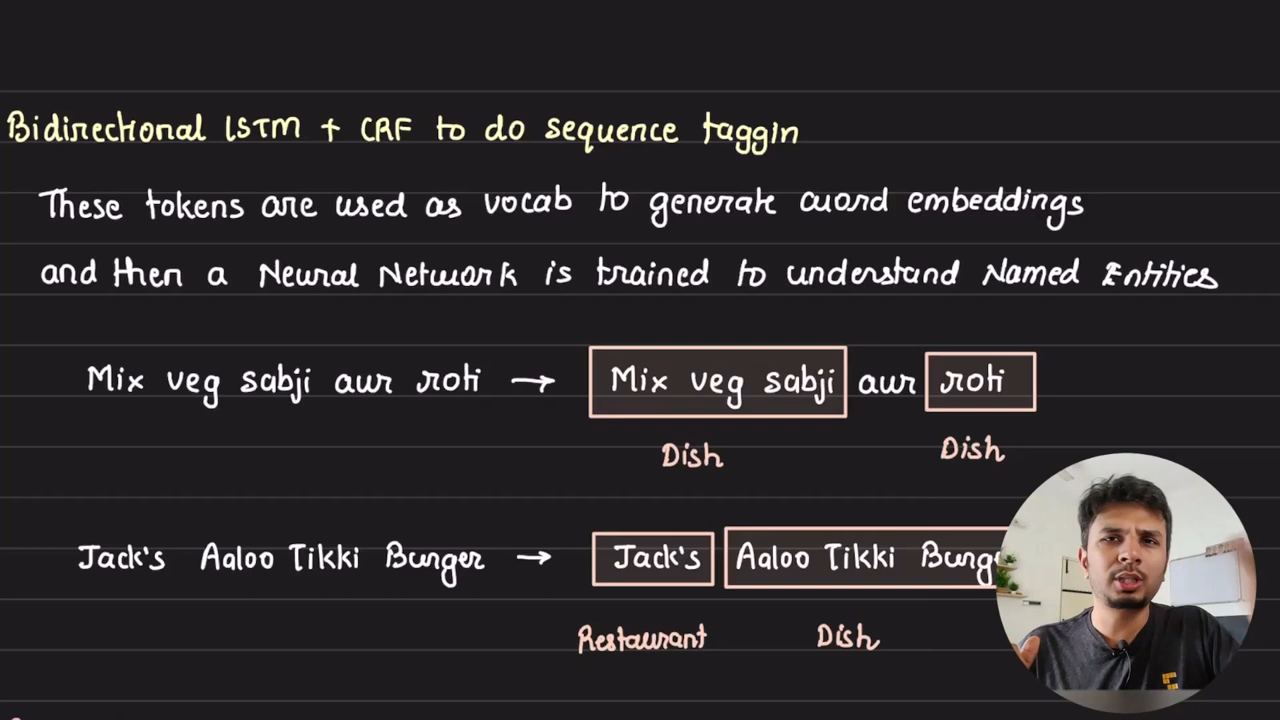 Bidirectional LSTM + CRF to do sequence taggin
These tokens are used as vocab to generate word embeddings
and then a Neural Network is trained to understand Named Entities
Mix veg sabji aur roti → Mix veg sabji aur roti
Dish Dish
Jack's Aaloo Tikki Burger → Jack's Aaloo Tikki Burg
Restaurant Dish